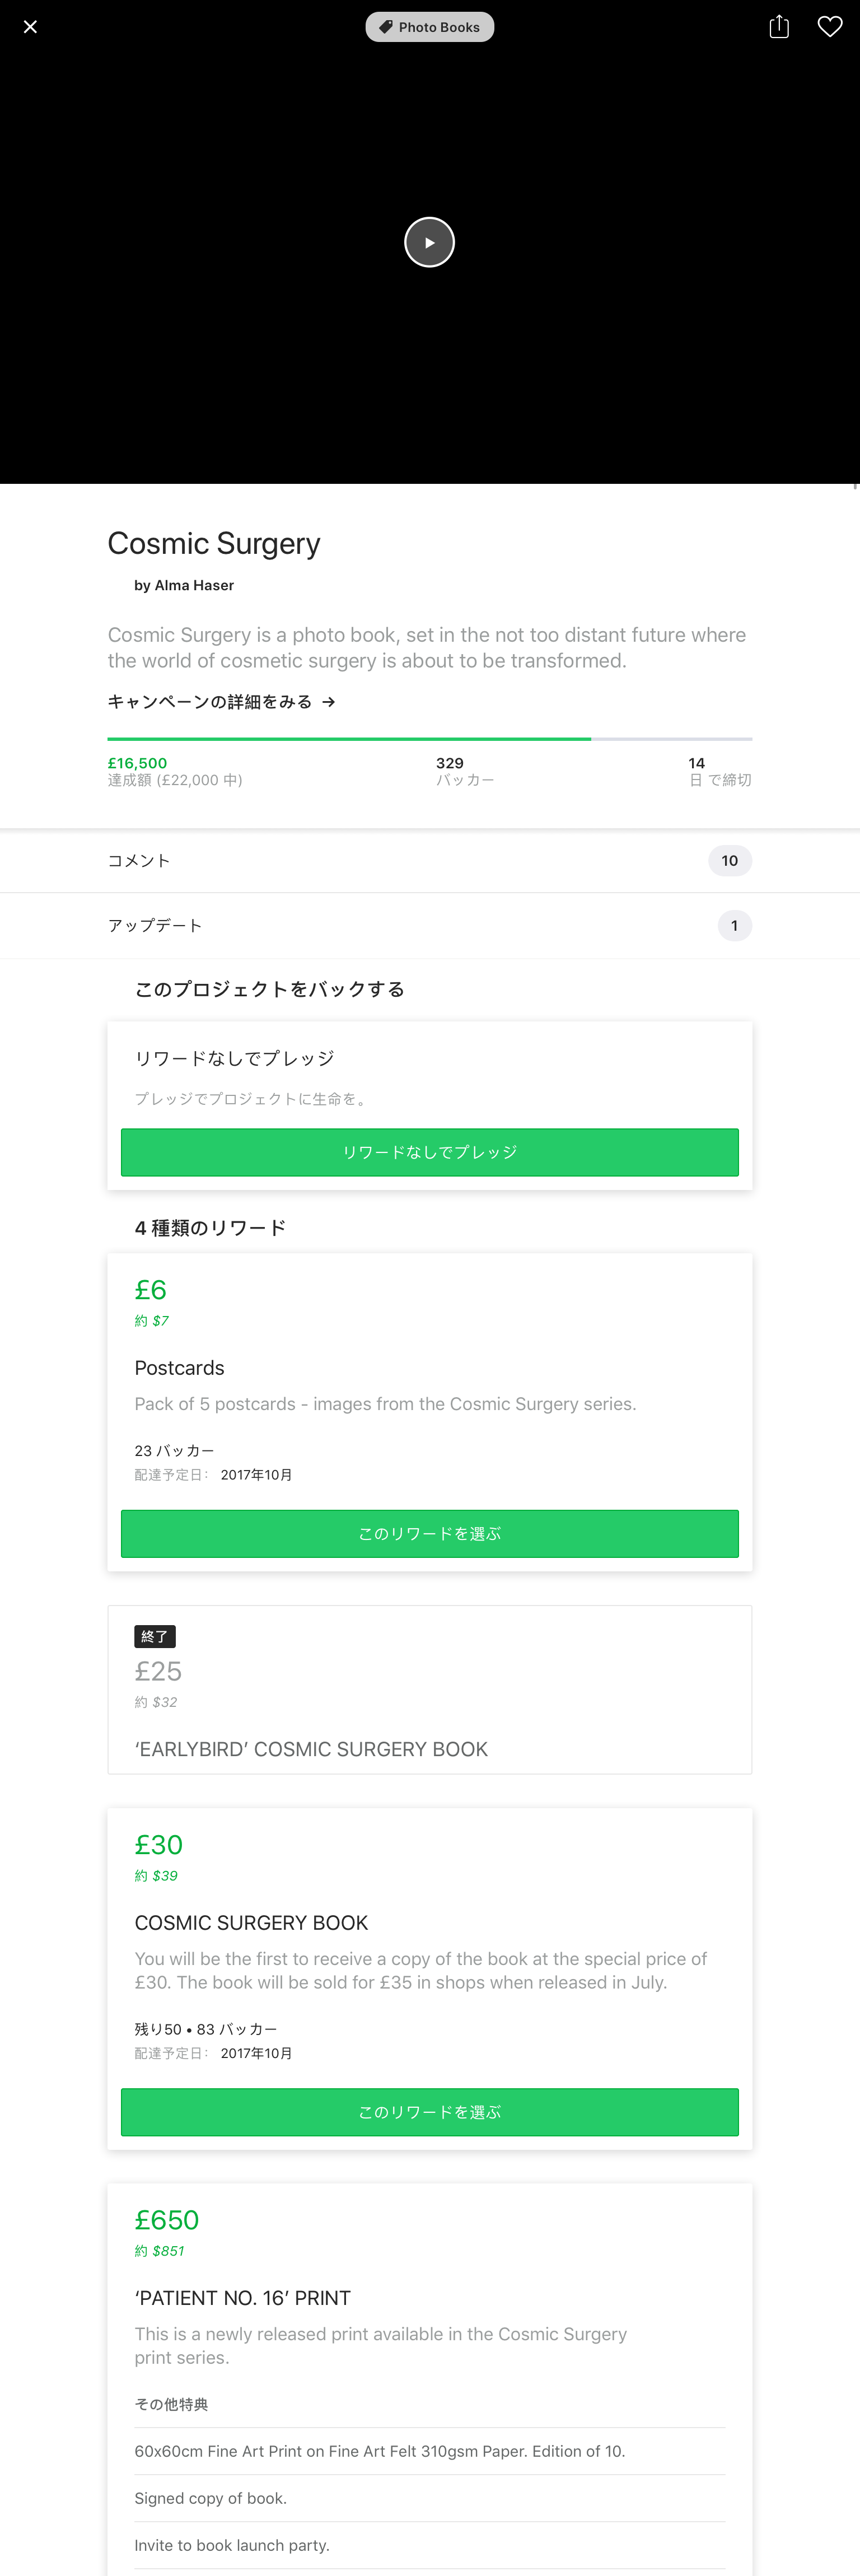 Photo Books
Cosmic Surgery
by Alma Haser
Cosmic Surgery is a photo book, set in the not too distant future where
the world of cosmetic surgery is about to be transformed.
キャンペーンの詳細をみる →
£16,500
達成額 (£22,000 中)
329
バッカー
14
日 で締切
コメント
10
アップデート
1
このプロジェクトをバックする
リワードなしでプレッジ
プレッジでプロジェクトに生命を。
リワードなしでプレッジ
4 種類のリワード
£6
約 $7
Postcards
Pack of 5 postcards - images from the Cosmic Surgery series.
23 バッカー
配達予定日： 2017年10月
このリワードを選ぶ
終了
£25
約 $32
‘EARLYBIRD’ COSMIC SURGERY BOOK
£30
約 $39
COSMIC SURGERY BOOK
You will be the first to receive a copy of the book at the special price of
£30. The book will be sold for £35 in shops when released in July.
残り50 • 83 バッカー
配達予定日： 2017年10月
このリワードを選ぶ
£650
約 $851
‘PATIENT NO. 16’ PRINT
This is a newly released print available in the Cosmic Surgery
print series.
その他特典
60x60cm Fine Art Print on Fine Art Felt 310gsm Paper. Edition of 10.
Signed copy of book.
Invite to book launch party.